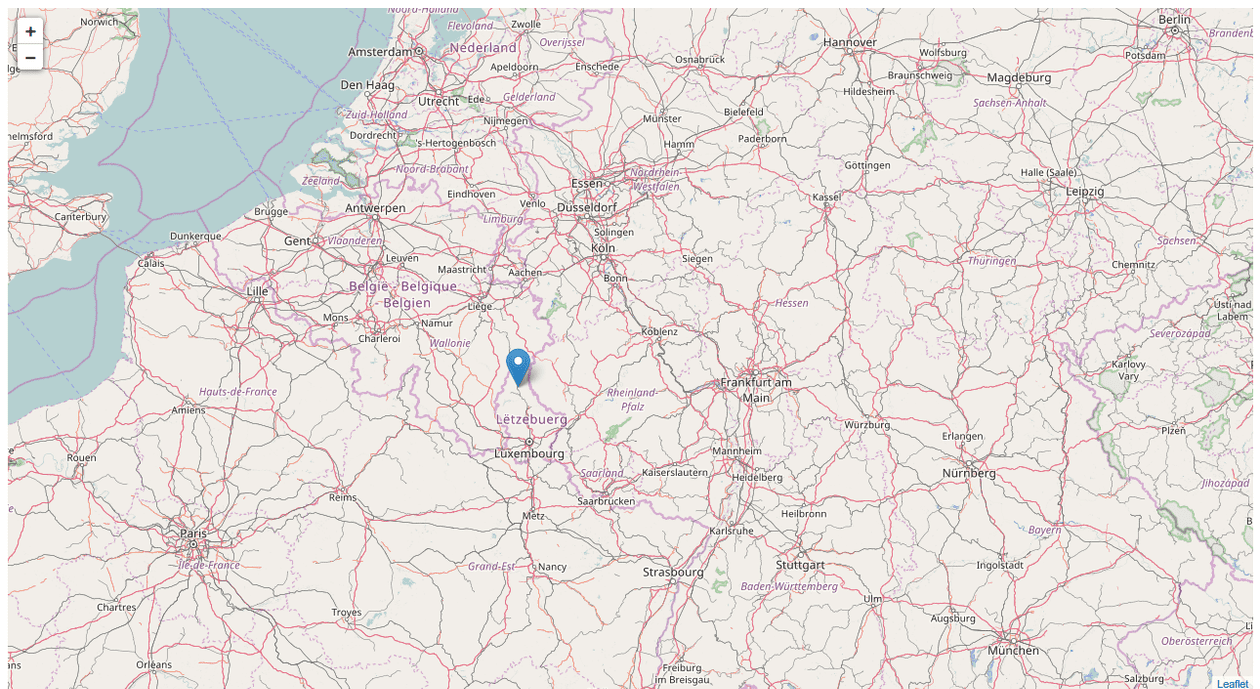 +
−
Norwich
Noord-Holland
Zwolle
Flevoland
Amsterdam
Nederland
Overijssel
Hannover
Wolfsburg
Berlin
Potsdam
Brandenb
Apeldoorn
Enschede
Osnabrück
Braunschweig
Magdeburg
Den Haag
Utrecht
Ede
Gelderland
Hildesheim
Sachsen-Anhalt
Zuid-Holland
Nijmegen
Münster
Bielefeld
helmsford
Dordrecht
's-Hertogenbosch
Hamm
Paderborn
Noord-Brabant
Göttingen
Halle (Saale)
Zeeland
Eindhoven
Essen
Nordrhein-
Westfalen
Leipzig
Canterbury
Brugge
Antwerpen
Venlo
Düsseldorf
Kassel
Limburg
Dunkerque
Gent
Vlaanderen
Solingen
Sachsen
Calais
Leuven
Köln
Siegen
Thüringen
Chemnitz
Maastricht
Aachen
Bonn
Lille
België - Belgique
- Belgien
Liège
Hessen
Ústí nad
Labem
Mons
Namur
Koblenz
Severozápad
Charleroi
Wallonie
Karlovy
Vary
Hauts-de-France
Rheinland-
Pfalz
Frankfurt am
Main
Amiens
Lëtzebuerg
Würzburg
Erlangen
Plzeň
Rouen
Luxembourg
Mannheim
Nürnberg
Saarland
Kaiserslautern
Heidelberg
Jihozápad
Reims
Saarbrücken
Metz
Heilbronn
Paris
Karlsruhe
Bayern
Île-de-France
Grand-Est
Nancy
Strasbourg
Stuttgart
Ingolstadt
Baden-Württemberg
Chartres
Troyes
Ulm
Augsburg
Oberösterreich
München
Orléans
Freiburg
im Breisgau
Salzburg
Leaflet